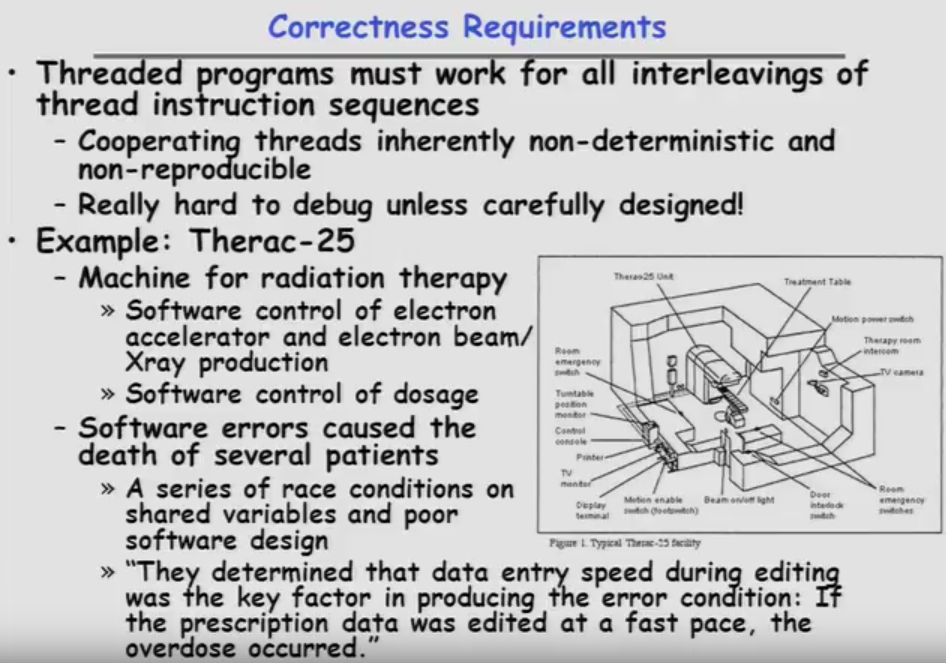 Correctness Requirements
• Threaded programs must work for all interleavings of
thread instruction sequences
- Cooperating threads inherently non-deterministic and
non-reproducible
- Really hard to debug unless carefully designed!
• Example: Therac-25
- Machine for radiation therapy
» Software control of electron
accelerator and electron beam/
Xray production
» Software control of dosage
- Software errors caused the
death of several patients
» A series of race conditions on
shared variables and poor
software design
» "They determined that data entry speed during editing
was the key factor in producing the error condition: If
the prescription data was edited at a fast pace, the
overdose occurred."
Therac-25 Unit
Treatment Table
Motion power switch
Therapy room
intercom
TV camera
Room
emergency
switch
Turntable
position
monitor
Control
console
Printer
TV
monitor
Display
terminal
Motion enable
switch (footswitch)
Beam on/off light
Door
interlock
switch
Room
emergency
switches
Figure 1. Typical Therac-25 facility